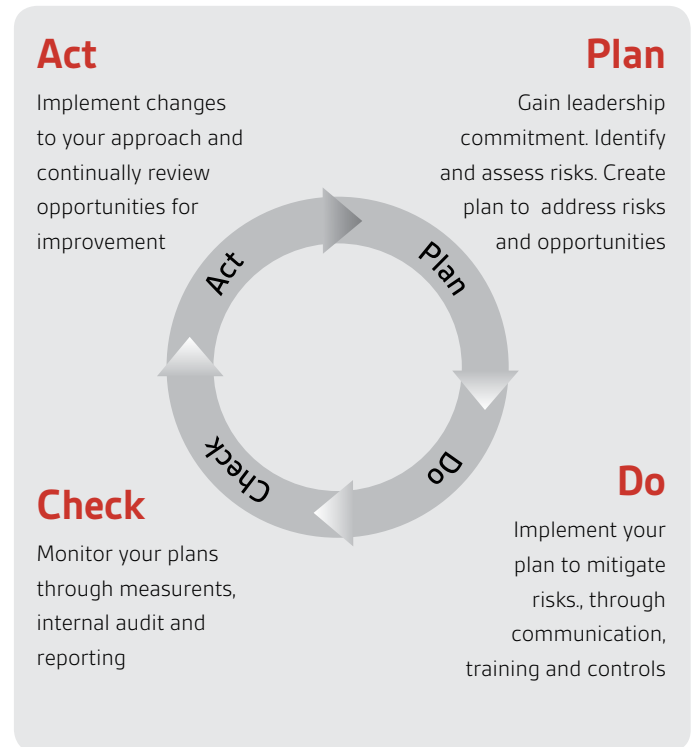 Act
Implement changes
to your approach and
continually review
opportunities for
improvement
Plan
Gain leadership
commitment. Identify
and assess risks. Create
plan to  address risks
and opportunities
Act
Plan
Check
Do
Check
Monitor your plans
through measurents,
internal audit and
reporting
Do
Implement your
plan to mitigate
risks., through
communication,
training and controls